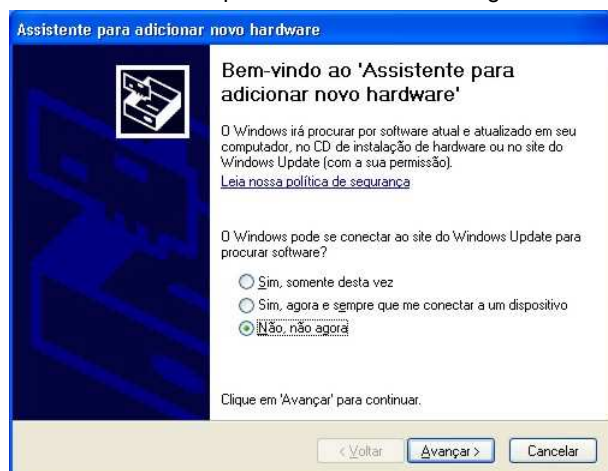 Assistente para adicionar novo hardware
Bem-vindo ao 'Assistente para
adicionar novo hardware'
O Windows irá procurar por software atual e atualizado em seu
computador, no CD de instalação de hardware ou no site do
Windows Update (com a sua permissão).
Leia nossa política de segurança
O Windows pode se conectar ao site do Windows Update para
procurar software?
Sim, somente desta vez
Sim, agora e sempre que me conectar a um dispositivo
Não, não agora
Clique em 'Avançar' para continuar.
< Voltar Avançar > Cancelar